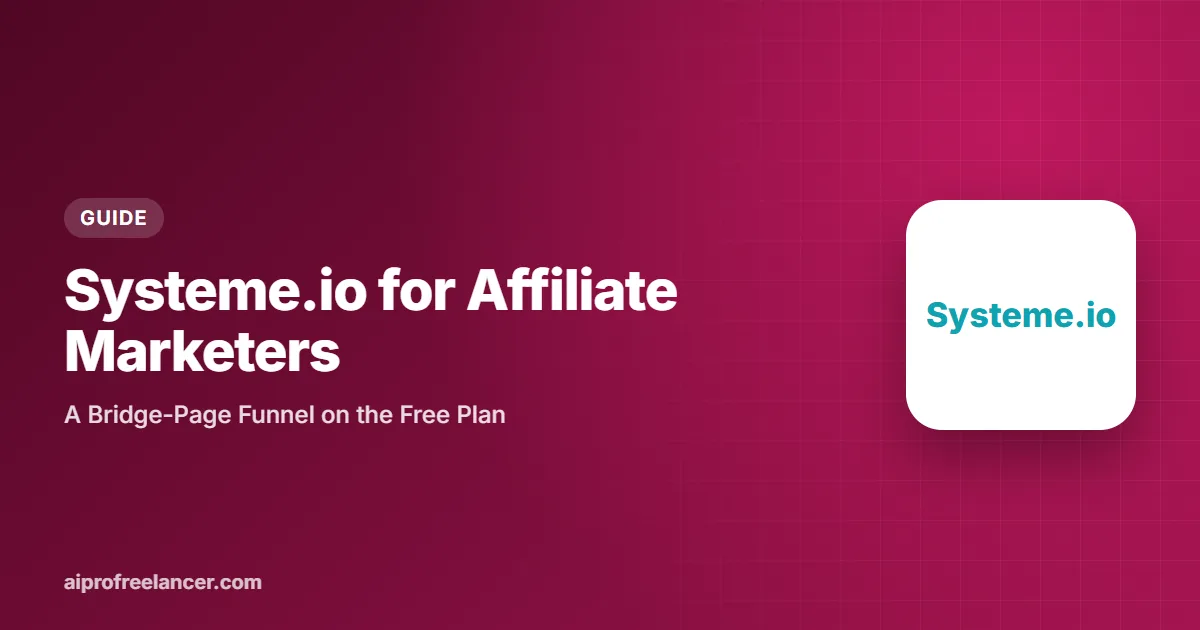 GUIDE
Systeme.io for Affiliate
Marketers
A Bridge-Page Funnel on the Free Plan
Systeme.io
aiprofreelancer.com